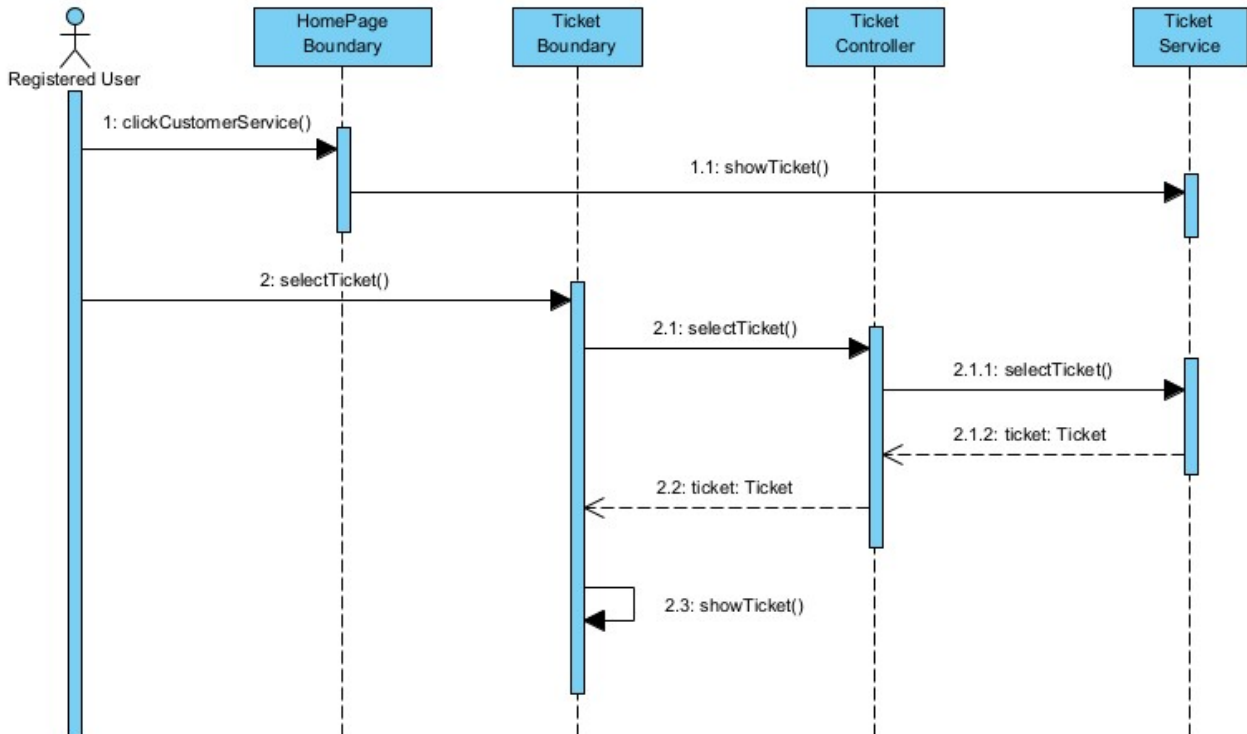 HomePage
Boundary
Ticket
Boundary
Ticket
Controller
Ticket
Service
Registered User
1: clickCustomerService()
1.1: showTicket()
2: selectTicket()
2.1: selectTicket()
2.1.1: selectTicket()
2.1.2: ticket: Ticket
2.2: ticket: Ticket
2.3: showTicket()